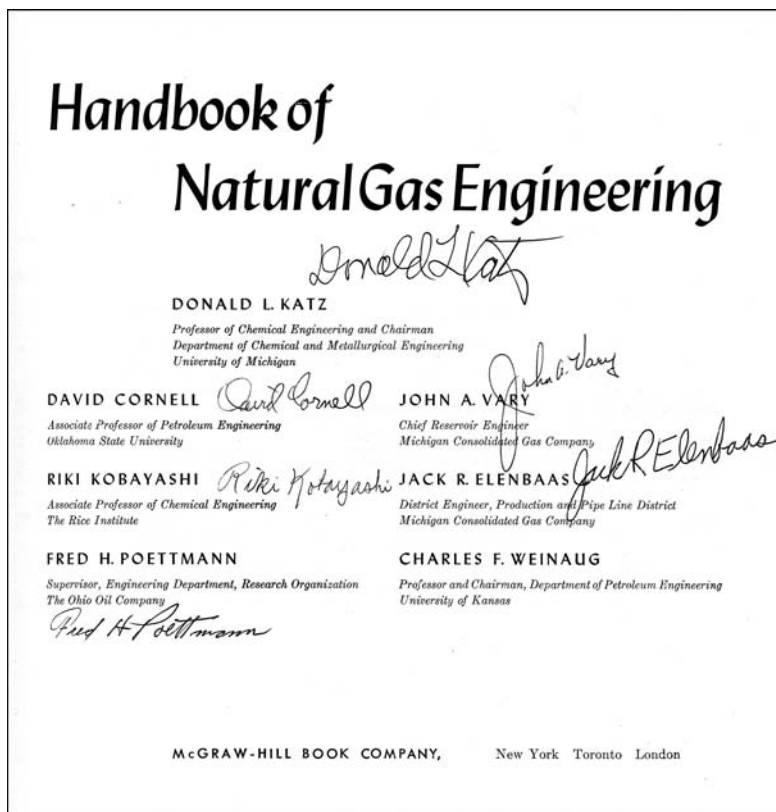 Handbook of
Natural Gas Engineering
Donald L Katz
DONALD L. KATZ
Professor of Chemical Engineering and Chairman
Department of Chemical and Metallurgical Engineering
University of Michigan
DAVID CORNELL
David Cornell
Associate Professor of Petroleum Engineering
Oklahoma State University
John A. Vary
JOHN A. VARY
Chief Reservoir Engineer
Michigan Consolidated Gas Company
RIKI KOBAYASHI
Riki Kobayashi
Associate Professor of Chemical Engineering
The Rice Institute
JACK R. ELENBAAS
Jack R Elenbaas
District Engineer, Production and Pipe Line District
Michigan Consolidated Gas Company
FRED H. POETTMANN
Supervisor, Engineering Department, Research Organization
The Ohio Oil Company
Fred H Poettmann
CHARLES F. WEINAUG
Professor and Chairman, Department of Petroleum Engineering
University of Kansas
McGRAW-HILL BOOK COMPANY, New York Toronto London